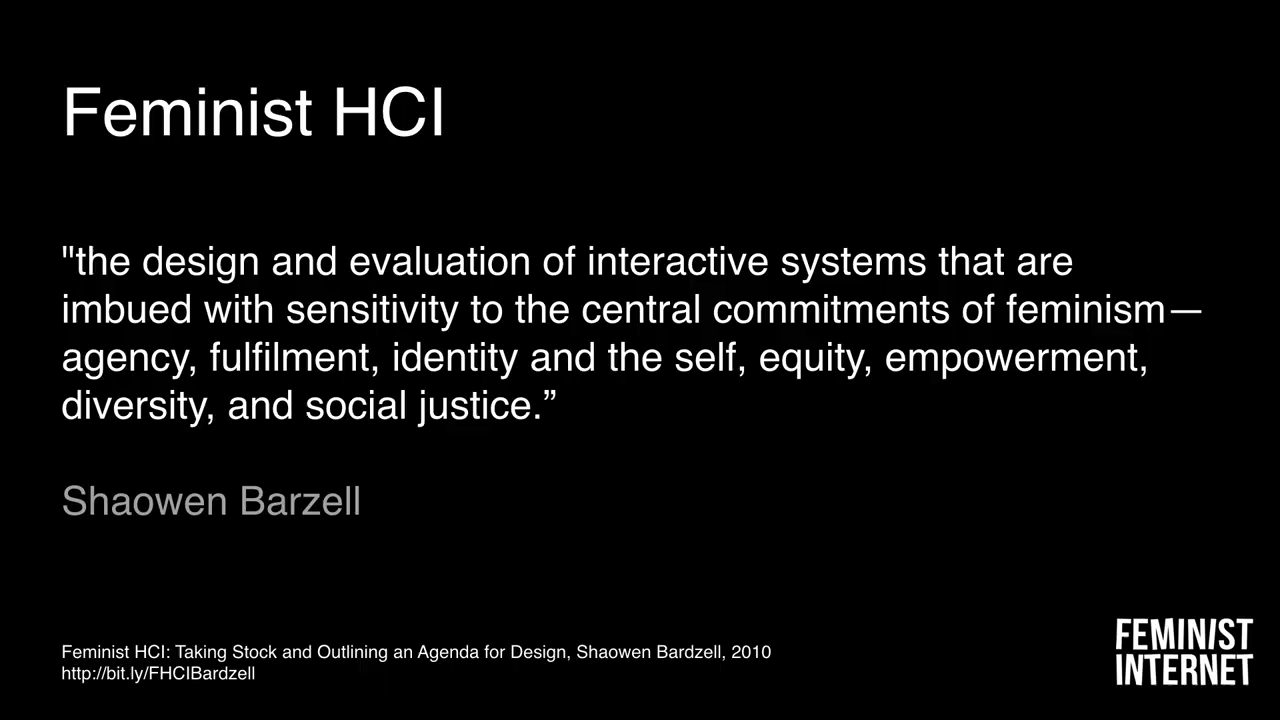 Feminist HCI
"the design and evaluation of interactive systems that are
imbued with sensitivity to the central commitments of feminism—
agency, fulfilment, identity and the self, equity, empowerment,
diversity, and social justice.”
Shaowen Barzell
Feminist HCI: Taking Stock and Outlining an Agenda for Design, Shaowen Bardzell, 2010
http://bit.ly/FHCIBardzell
FEMINIST
INTERNET